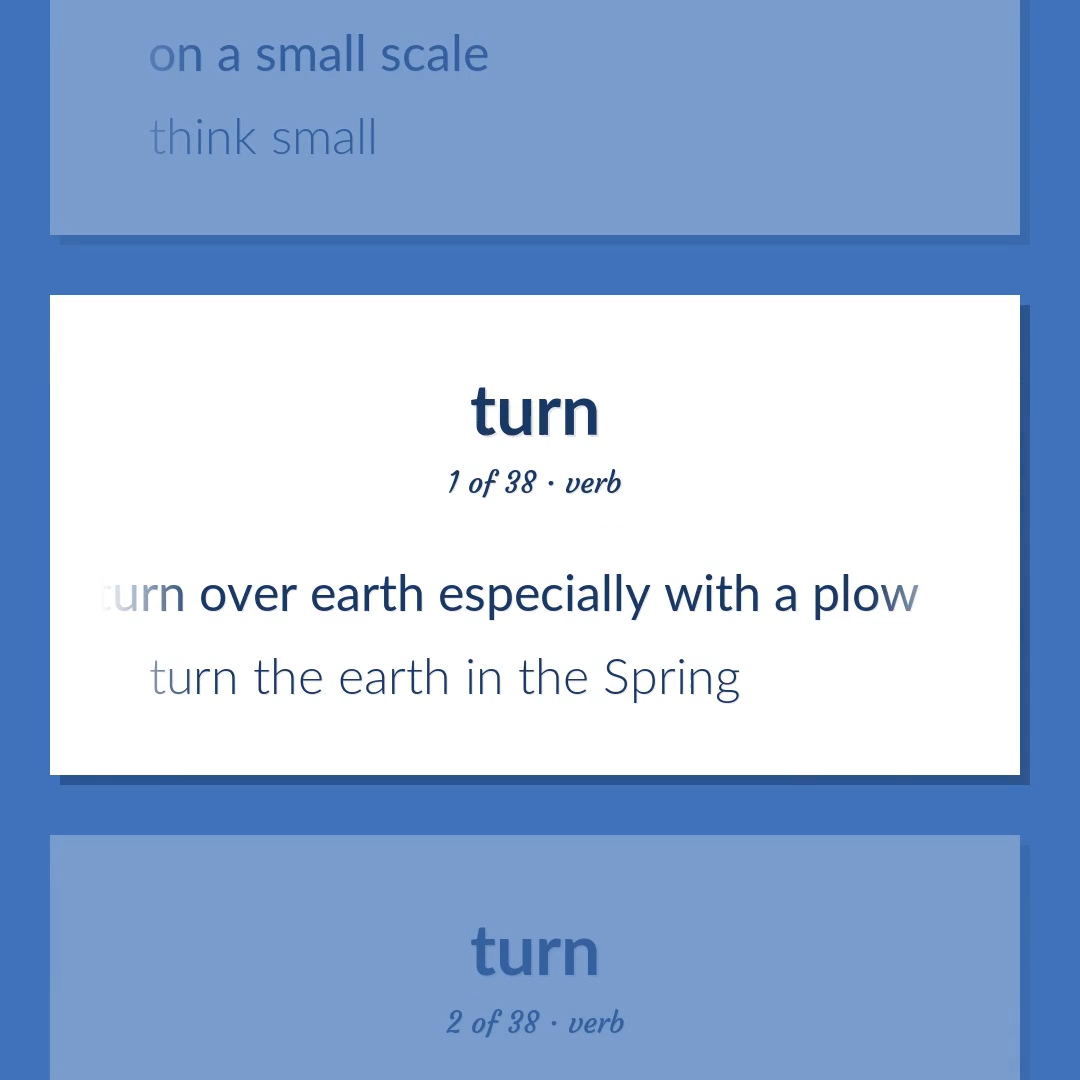 on a small scale
think small
turn
1 of 38 · verb
turn over earth especially with a plow
turn the earth in the Spring
turn
2 of 38 · verb